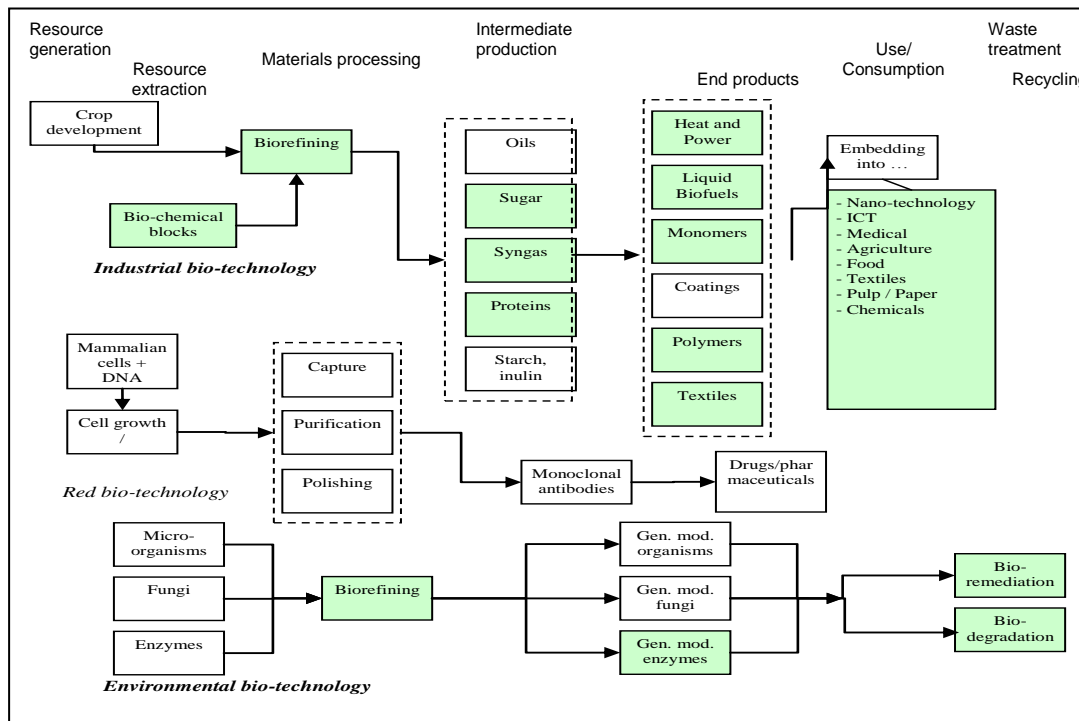 Resource
generation
Resource
extraction
Materials processing
Intermediate
production
End products
Use/
Consumption
Waste
treatment
Recycling
Crop
development
Biorefining
Bio-chemical
blocks
Industrial bio-technology
Oils
Sugar
Syngas
Proteins
Starch,
inulin
Heat and
Power
Liquid
Biofuels
Monomers
Coatings
Polymers
Textiles
Embedding
into …
- Nano-technology
- ICT
- Medical
- Agriculture
- Food
- Textiles
- Pulp / Paper
- Chemicals
Mammalian
cells +
DNA
Cell growth
/
Red bio-technology
Capture
Purification
Polishing
Monoclonal
antibodies
Drugs/phar
maceuticals
Micro-
organisms
Fungi
Enzymes
Environmental bio-technology
Biorefining
Gen. mod.
organisms
Gen. mod.
fungi
Gen. mod.
enzymes
Bio-
remediation
Bio-
degradation